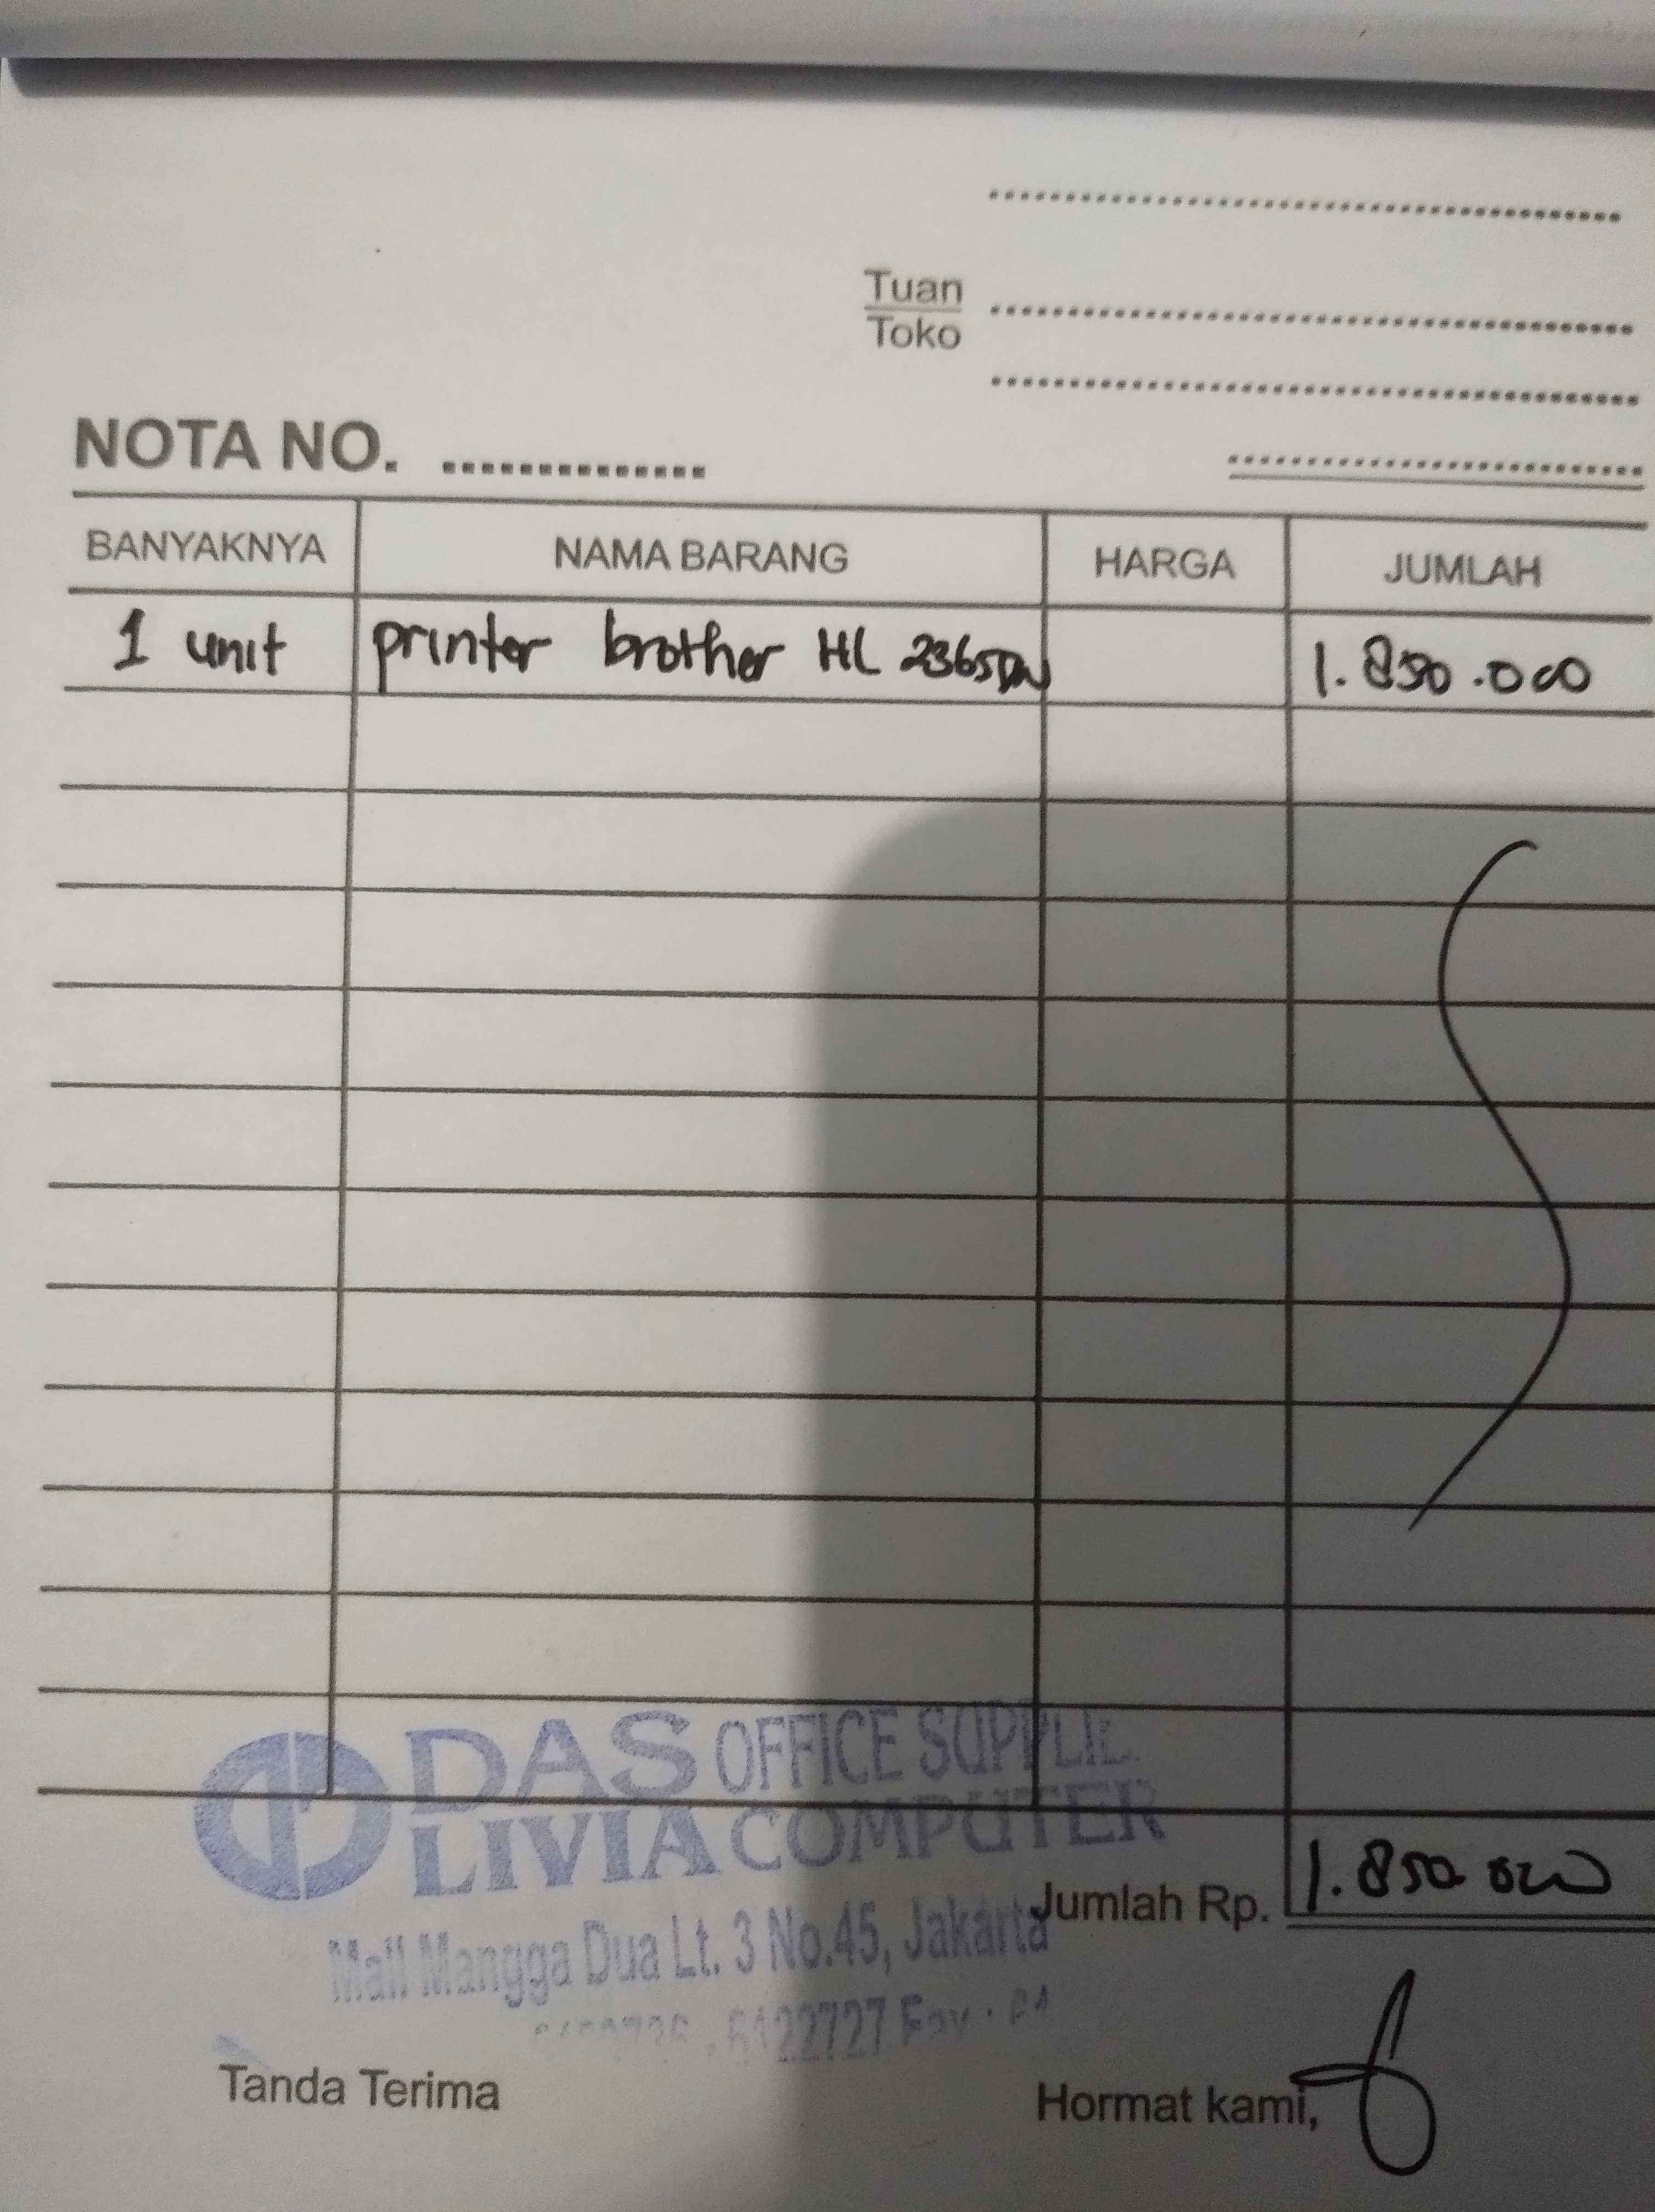 Tuan
Toko
NOTA NO.
BANYAKNYA NAMA BARANG HARGA JUMLAH
1 unit printer brother HL 2365DW 1.850.000
DAS OFFICE
LIVIA COMPUTER
Jumlah Rp. 1.850.000
Mall Mangga Dua Lt. 3 No.45, Jakarta
6122727 Fax :
Tanda Terima Hormat kami,